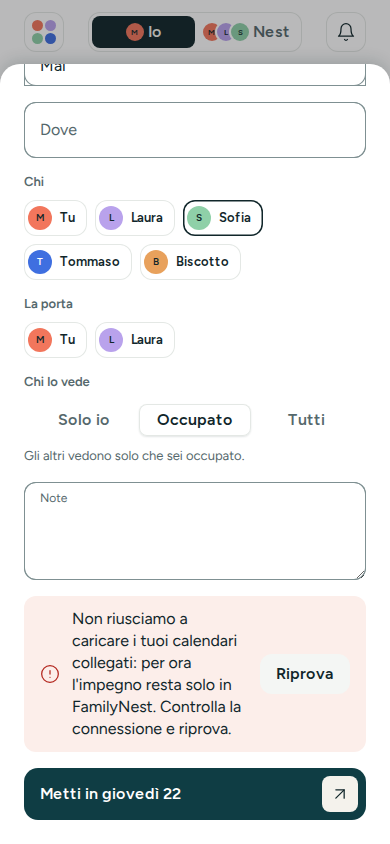 M Io
M L S Nest
Mai
Dove
Chi
M Tu
L Laura
S Sofia
T Tommaso
B Biscotto
La porta
M Tu
L Laura
Chi lo vede
Solo io
Occupato
Tutti
Gli altri vedono solo che sei occupato.
Note
Non riusciamo a
caricare i tuoi calendari
collegati: per ora
l'impegno resta solo in
FamilyNest. Controlla la
connessione e riprova.
Riprova
Metti in giovedì 22